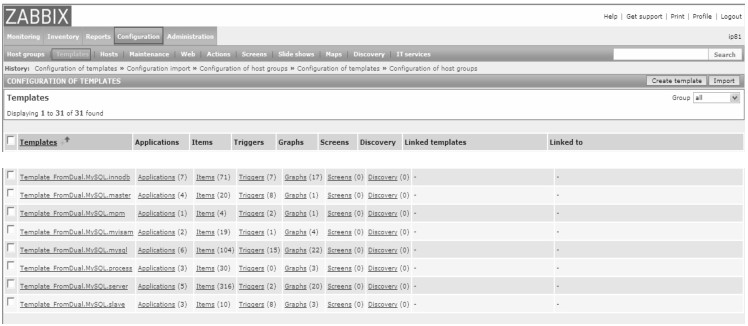 ZABBIX
Help | Get support | Print | Profile | Logout
Monitoring Inventory Reports Configuration Administration ip81
Host groups | Templates | Hosts | Maintenance | Web | Actions | Screens | Slide shows | Maps | Discovery | IT services
Search
History: Configuration of templates » Configuration import » Configuration of host groups » Configuration of templates » Configuration of host groups
CONFIGURATION OF TEMPLATES Create template Import
Templates Group all
Displaying 1 to 31 of 31 found
Templates Applications Items Triggers Graphs Screens Discovery Linked templates Linked to
Template_FromDual.MySQL.innodb Applications (7) Items (71) Triggers (7) Graphs (17) Screens (0) Discovery (0) - -
Template_FromDual.MySQL.master Applications (4) Items (20) Triggers (8) Graphs (1) Screens (0) Discovery (0) - -
Template_FromDual.MySQL.mpm Applications (1) Items (4) Triggers (2) Graphs (1) Screens (0) Discovery (0) - -
Template_FromDual.MySQL.myisam Applications (2) Items (19) Triggers (1) Graphs (4) Screens (0) Discovery (0) - -
Template_FromDual.MySQL.mysql Applications (6) Items (104) Triggers (15) Graphs (22) Screens (0) Discovery (0) - -
Template_FromDual.MySQL.process Applications (3) Items (30) Triggers (0) Graphs (3) Screens (0) Discovery (0) - -
Template_FromDual.MySQL.server Applications (5) Items (316) Triggers (2) Graphs (20) Screens (0) Discovery (0) - -
Template_FromDual.MySQL.slave Applications (3) Items (10) Triggers (8) Graphs (3) Screens (0) Discovery (0) - -